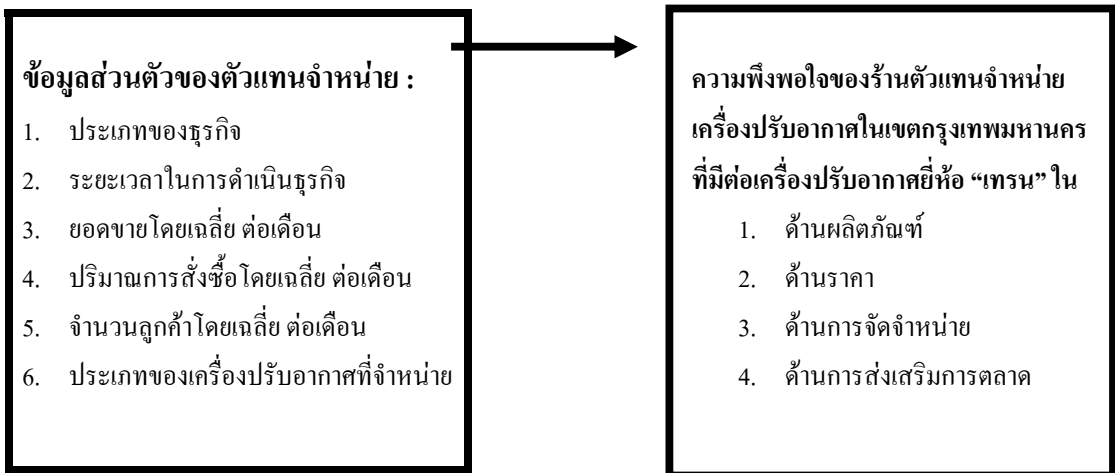 ข้อมูลส่วนตัวของตัวแทนจำหน่าย :
1. ประเภทของธุรกิจ
2. ระยะเวลาในการดำเนินธุรกิจ
3. ยอดขายโดยเฉลี่ย ต่อเดือน
4. ปริมาณการสั่งซื้อโดยเฉลี่ย ต่อเดือน
5. จำนวนลูกค้าโดยเฉลี่ย ต่อเดือน
6. ประเภทของเครื่องปรับอากาศที่จำหน่าย
ความพึงพอใจของร้านตัวแทนจำหน่าย
เครื่องปรับอากาศในเขตกรุงเทพมหานคร
ที่มีต่อเครื่องปรับอากาศยี่ห้อ “เทรน” ใน
1. ด้านผลิตภัณฑ์
2. ด้านราคา
3. ด้านการจัดจำหน่าย
4. ด้านการส่งเสริมการตลาด